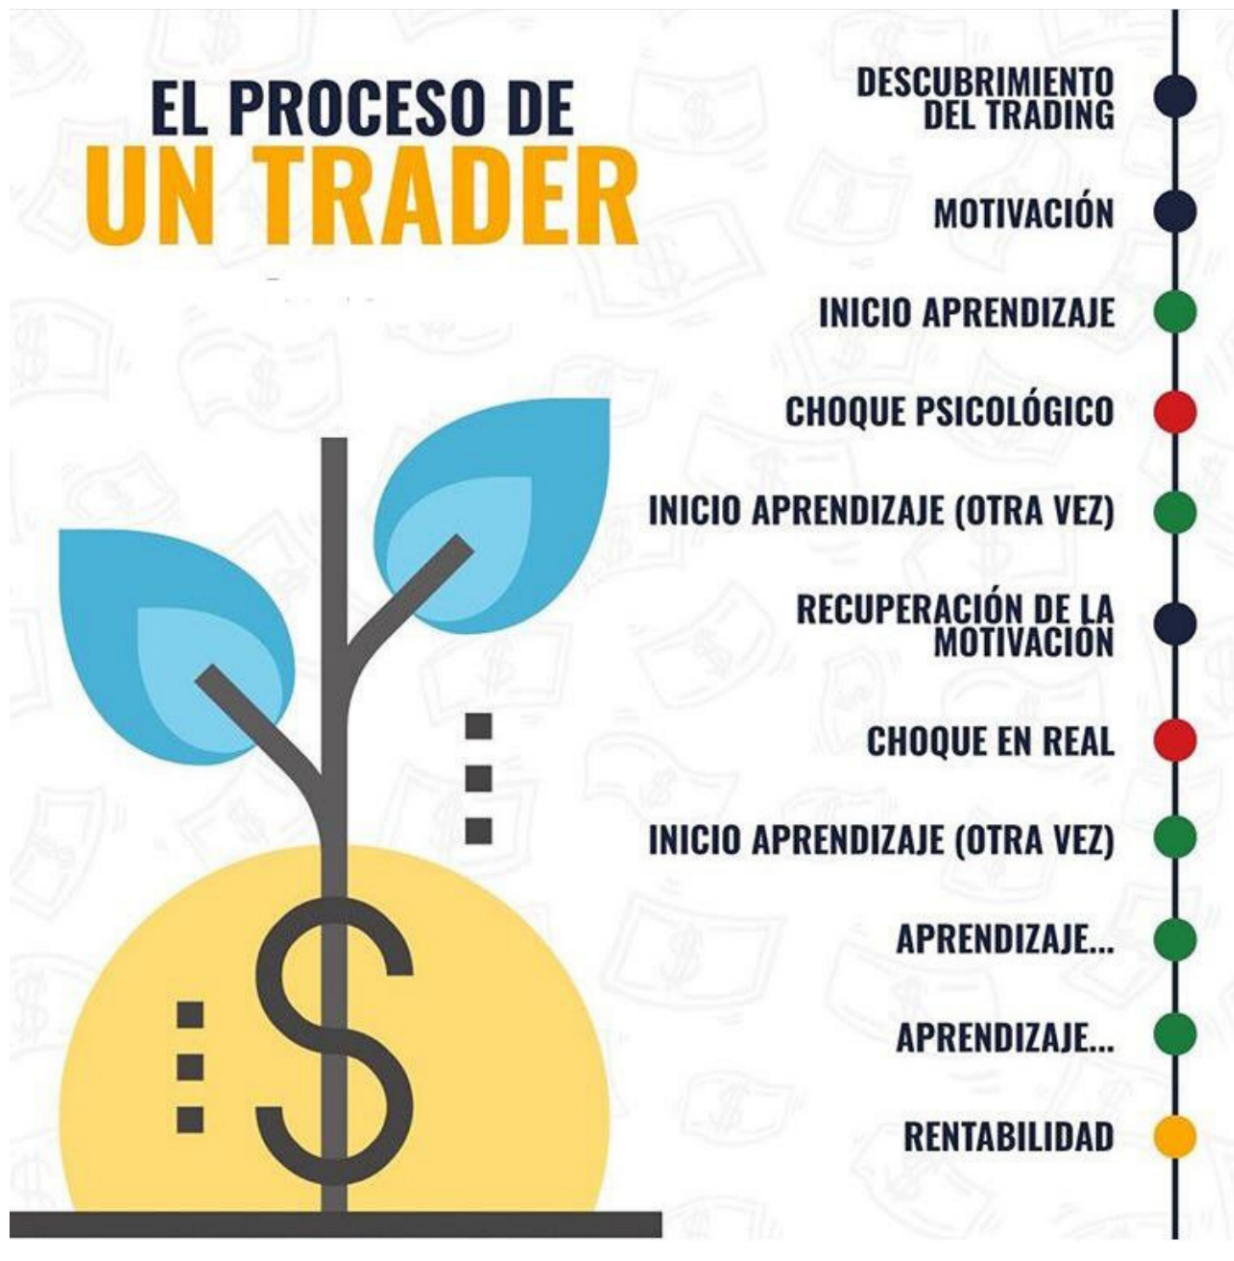 EL PROCESO DE
UN TRADER
DESCUBRIMIENTO
DEL TRADING
MOTIVACIÓN
INICIO APRENDIZAJE
CHOQUE PSICOLÓGICO
INICIO APRENDIZAJE (OTRA VEZ)
RECUPERACIÓN DE LA
MOTIVACIÓN
CHOQUE EN REAL
INICIO APRENDIZAJE (OTRA VEZ)
APRENDIZAJE...
APRENDIZAJE...
RENTABILIDAD
$